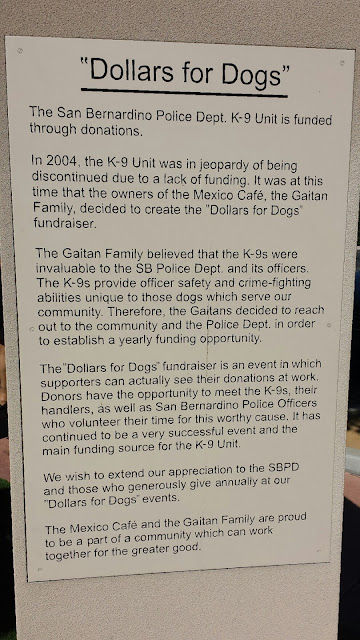 "Dollars for Dogs"
The San Bernardino Police Dept. K-9 Unit is funded
through donations.
In 2004, the K-9 Unit was in jeopardy of being
discontinued due to a lack of funding. It was at this
time that the owners of the Mexico Café, the Gaitan
Family, decided to create the "Dollars for Dogs"
fundraiser.
The Gaitan Family believed that the K-9s were
invaluable to the SB Police Dept. and its officers.
The K-9s provide officer safety and crime-fighting
abilities unique to those dogs which serve our
community. Therefore, the Gaitans decided to reach
out to the community and the Police Dept. in order
to establish a yearly funding opportunity.
The "Dollars for Dogs" fundraiser is an event in which
supporters can actually see their donations at work.
Donors have the opportunity to meet the K-9s, their
handlers, as well as San Bernardino Police Officers
who volunteer their time for this worthy cause. It has
continued to be a very successful event and the
main funding source for the K-9 Unit.
We wish to extend our appreciation to the SBPD
and those who generously give annually at our
"Dollars for Dogs" events.
The Mexico Café and the Gaitan Family are proud
to be a part of a community which can work
together for the greater good.